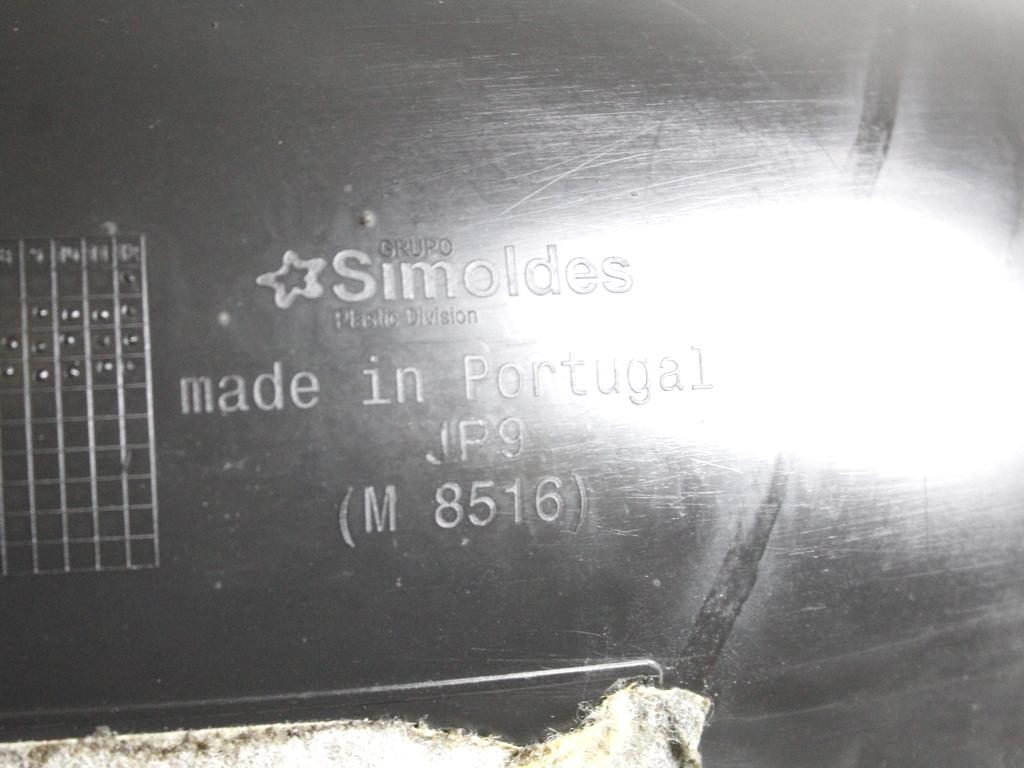 GRUPO
Simoldes
Plastic Division
made in Portugal
JP9
(M 8516)